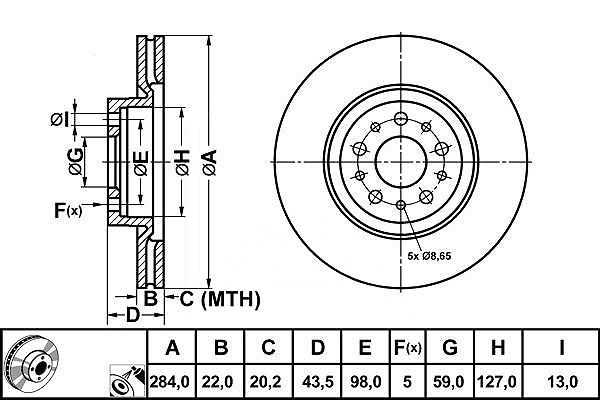 ØI
ØG
ØE
ØH
ØA
F(x)
B
C (MTH)
D
5x Ø8,65
A B C D E F(x) G H I
284,0 22,0 20,2 43,5 98,0 5 59,0 127,0 13,0